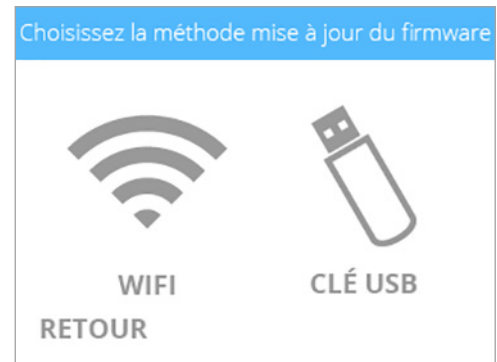 Choisissez la méthode mise à jour du firmware
WIFI
CLÉ USB
RETOUR